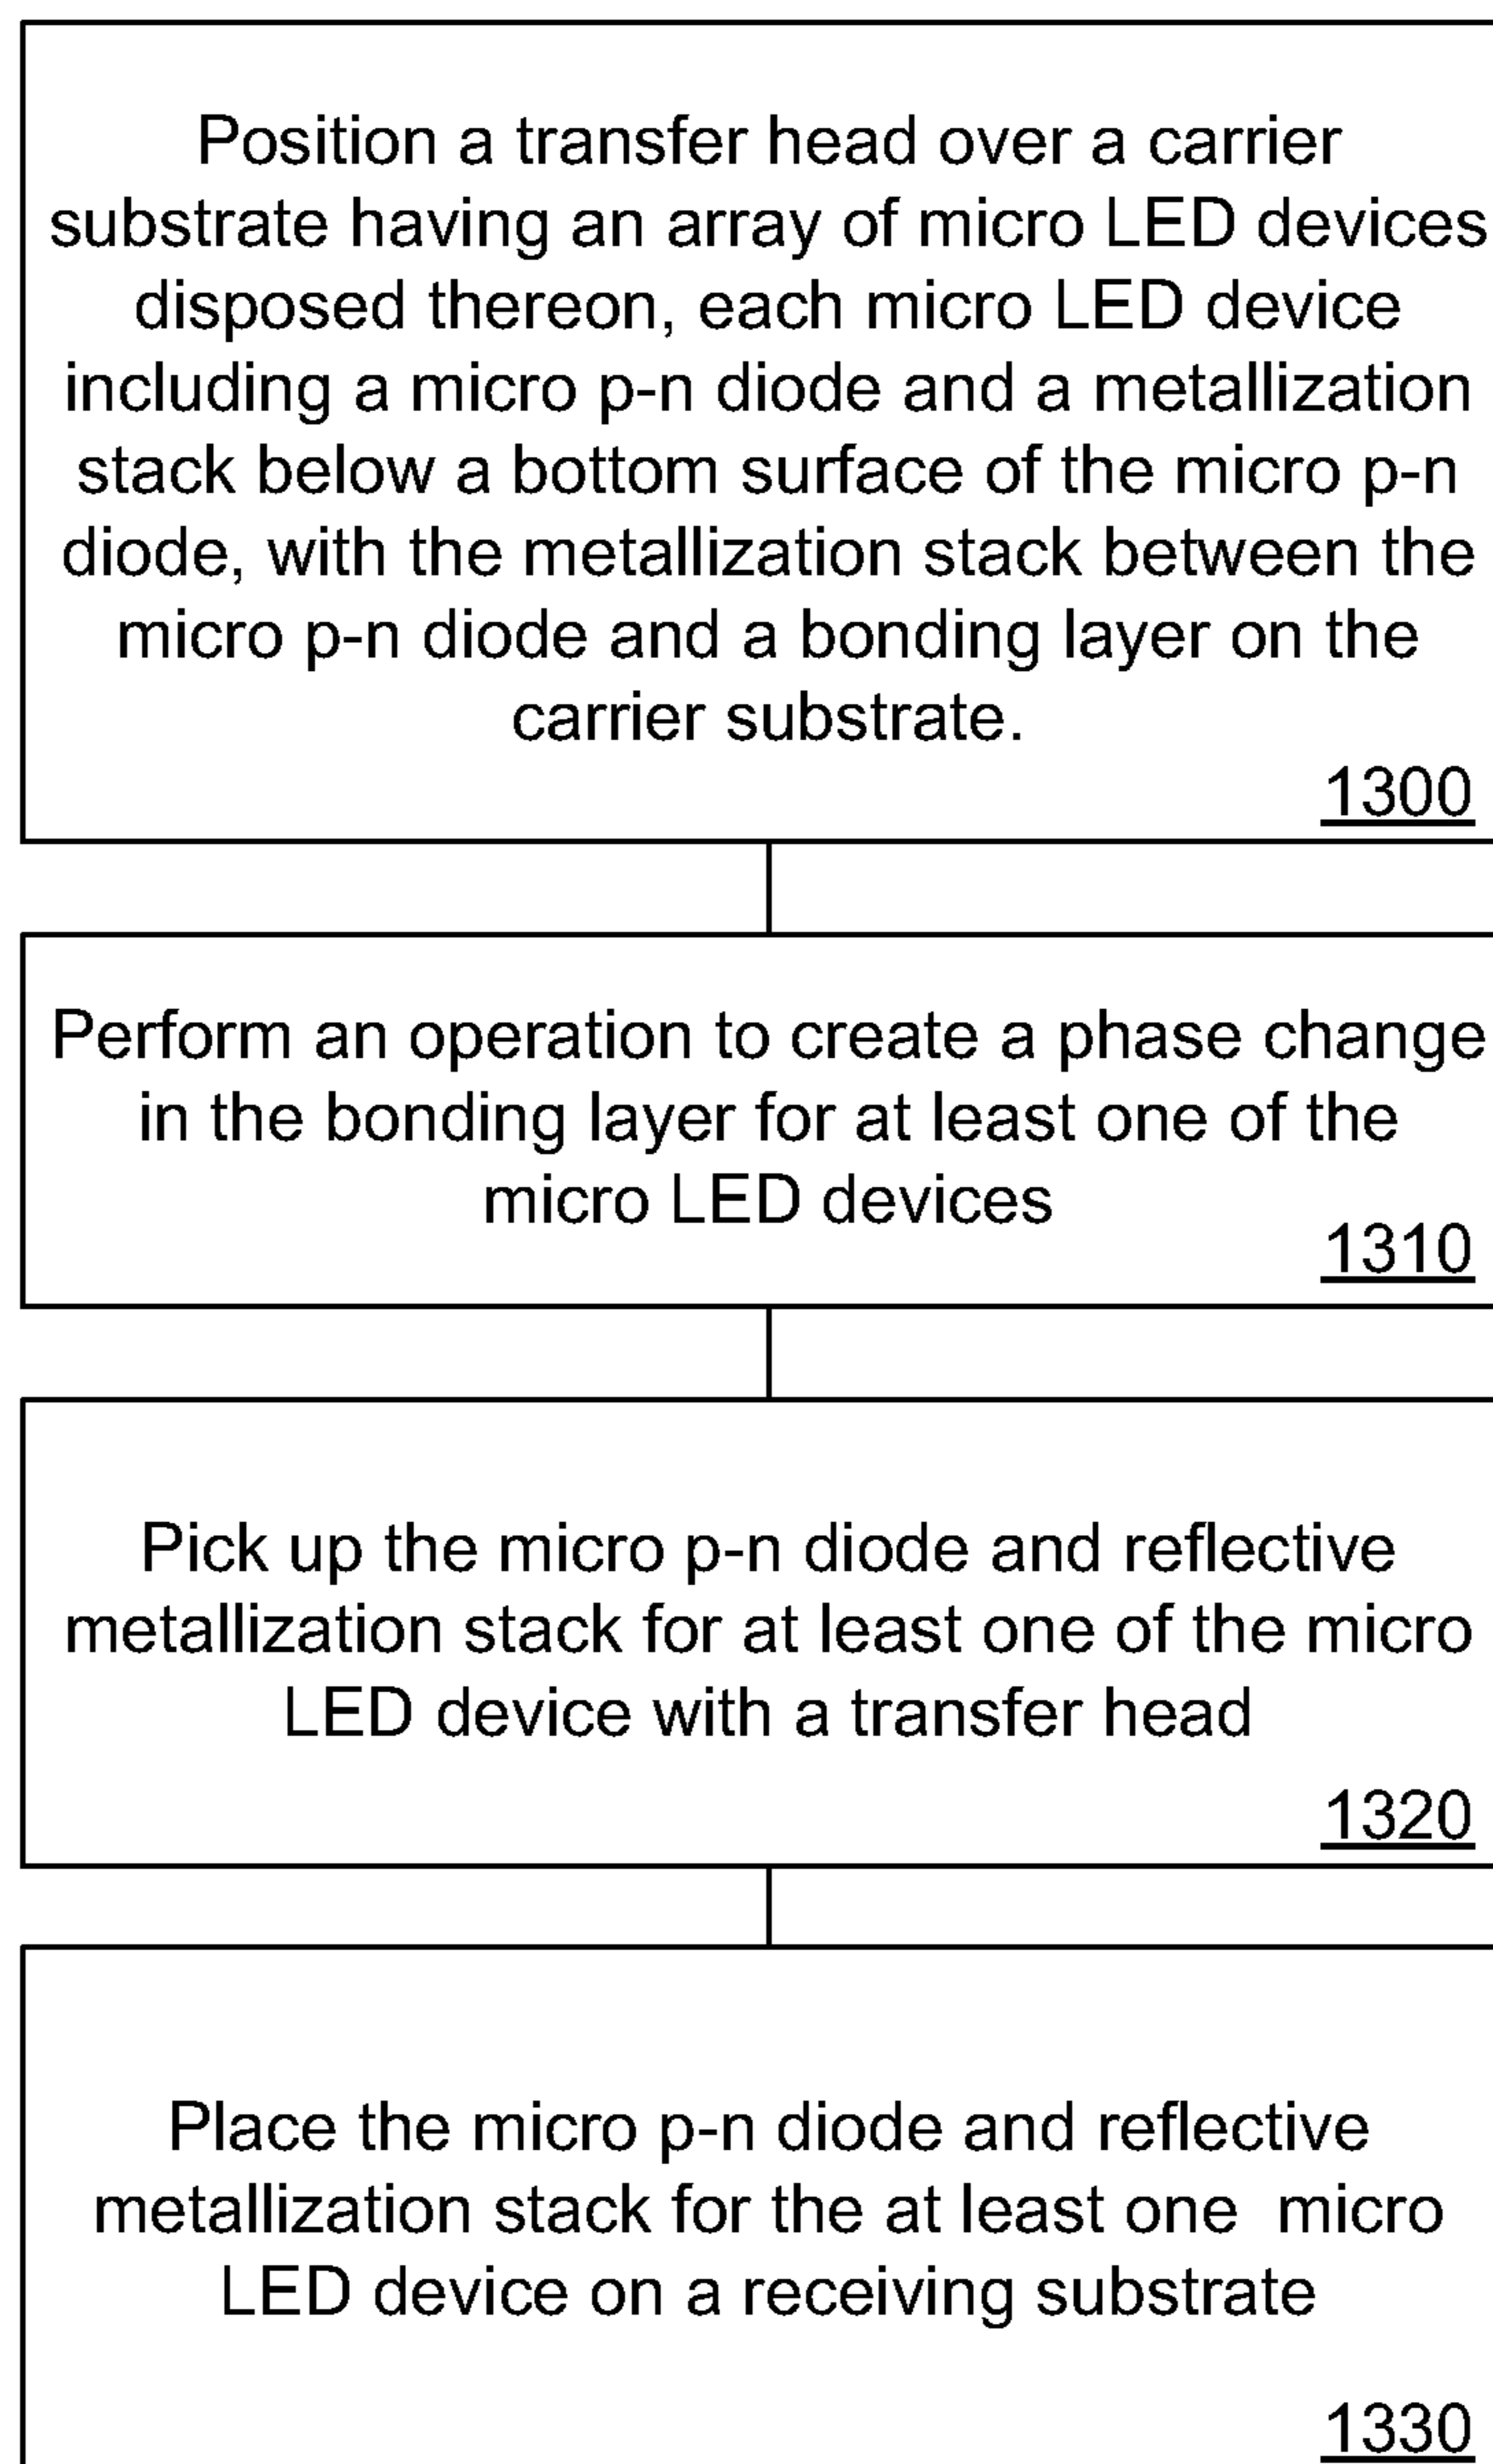 Position a transfer head over a carrier
substrate having an array of micro LED devices
disposed thereon, each micro LED device
including a micro p-n diode and a metallization
stack below a bottom surface of the micro p-n
diode, with the metallization stack between the
micro p-n diode and a bonding layer on the
carrier substrate.
1300
Perform an operation to create a phase change
in the bonding layer for at least one of the
micro LED devices
1310
Pick up the micro p-n diode and reflective
metallization stack for at least one of the micro
LED device with a transfer head
1320
Place the micro p-n diode and reflective
metallization stack for the at least one  micro
LED device on a receiving substrate
1330